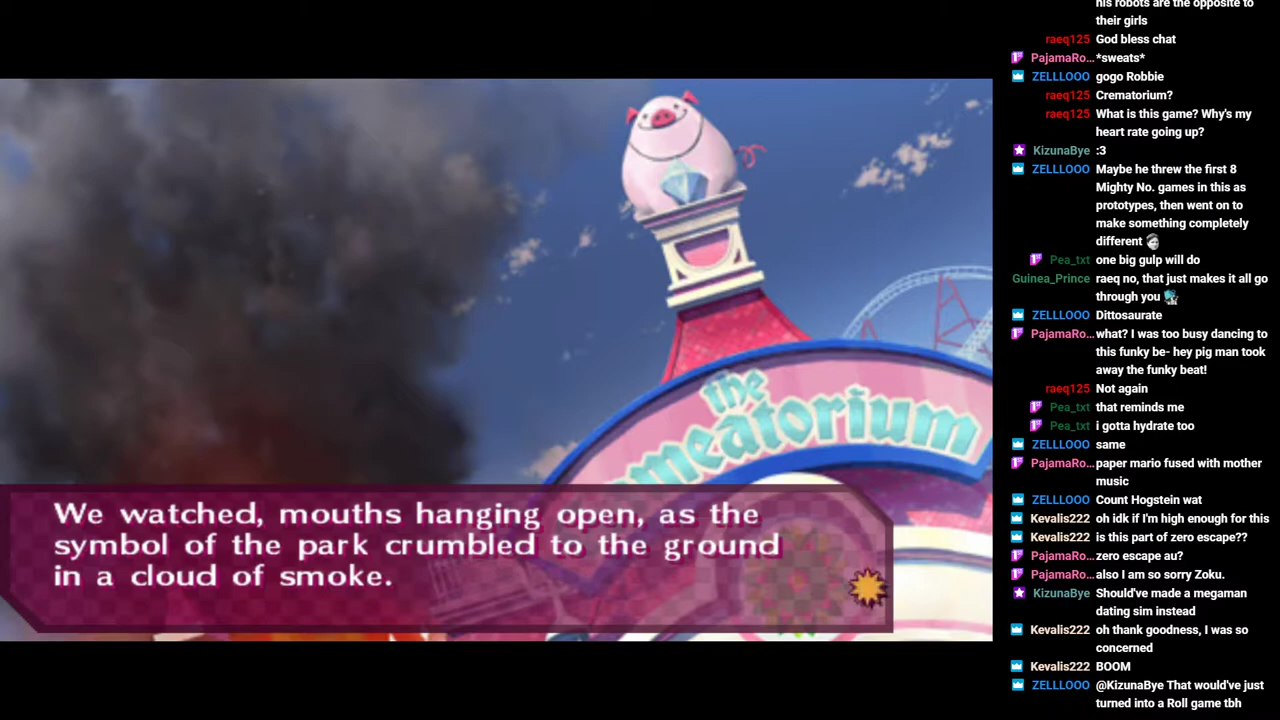 the
meatorium
We watched, mouths hanging open, as the
symbol of the park crumbled to the ground
in a cloud of smoke.
his robots are the opposite to
their girls
raeq125 God bless chat
PajamaRo... *sweats*
ZELLLOOO gogo Robbie
raeq125 Crematorium?
raeq125 What is this game? Why's my
heart rate going up?
KizunaBye :3
ZELLLOOO Maybe he threw the first 8
Mighty No. games in this as
prototypes, then went on to
make something completely
different
Pea_txt one big gulp will do
Guinea_Prince raeq no, that just makes it all go
through you
ZELLLOOO Dittosaurate
PajamaRo... what? I was too busy dancing to
this funky be- hey pig man took
away the funky beat!
raeq125 Not again
Pea_txt that reminds me
Pea_txt i gotta hydrate too
ZELLLOOO same
PajamaRo... paper mario fused with mother
music
ZELLLOOO Count Hogstein wat
Kevalis222 oh idk if I'm high enough for this
Kevalis222 is this part of zero escape??
PajamaRo... zero escape au?
PajamaRo... also I am so sorry Zoku.
KizunaBye Should've made a megaman
dating sim instead
Kevalis222 oh thank goodness, I was so
concerned
Kevalis222 BOOM
ZELLLOOO @KizunaBye That would've just
turned into a Roll game tbh